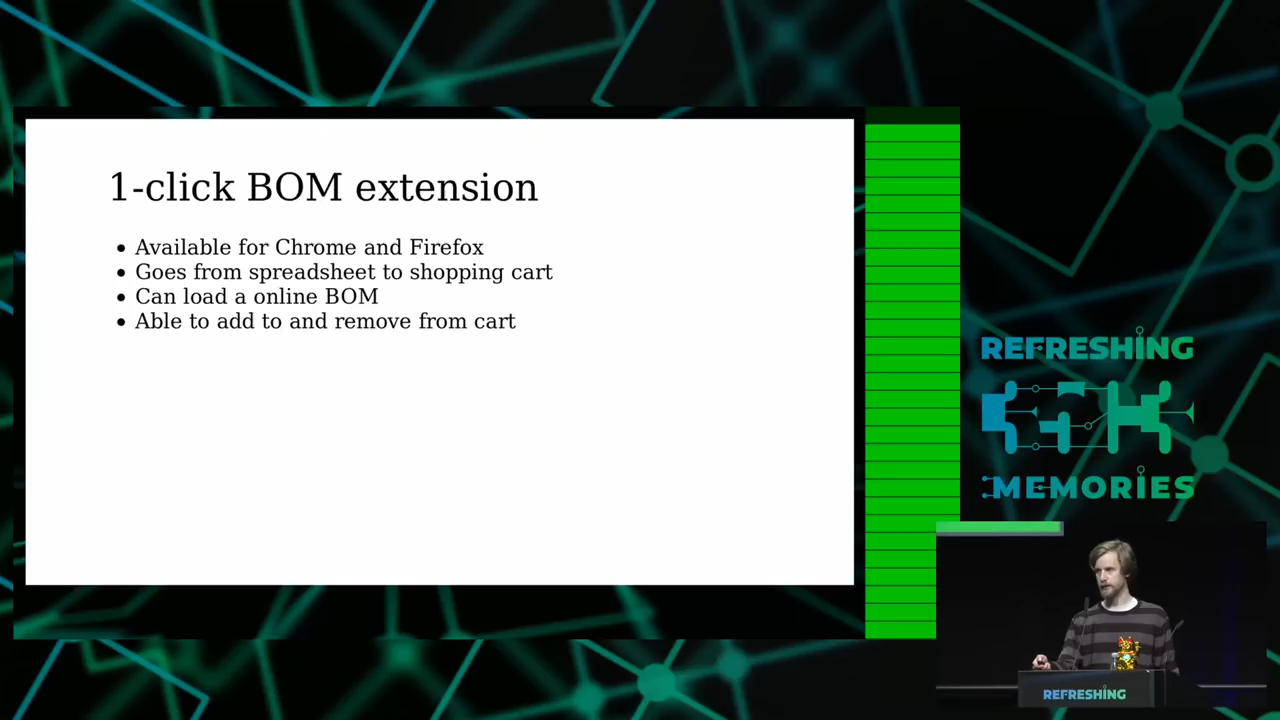 1-click BOM extension
• Available for Chrome and Firefox
• Goes from spreadsheet to shopping cart
• Can load a online BOM
• Able to add to and remove from cart
REFRESHING
MEMORIES
REFRESHING